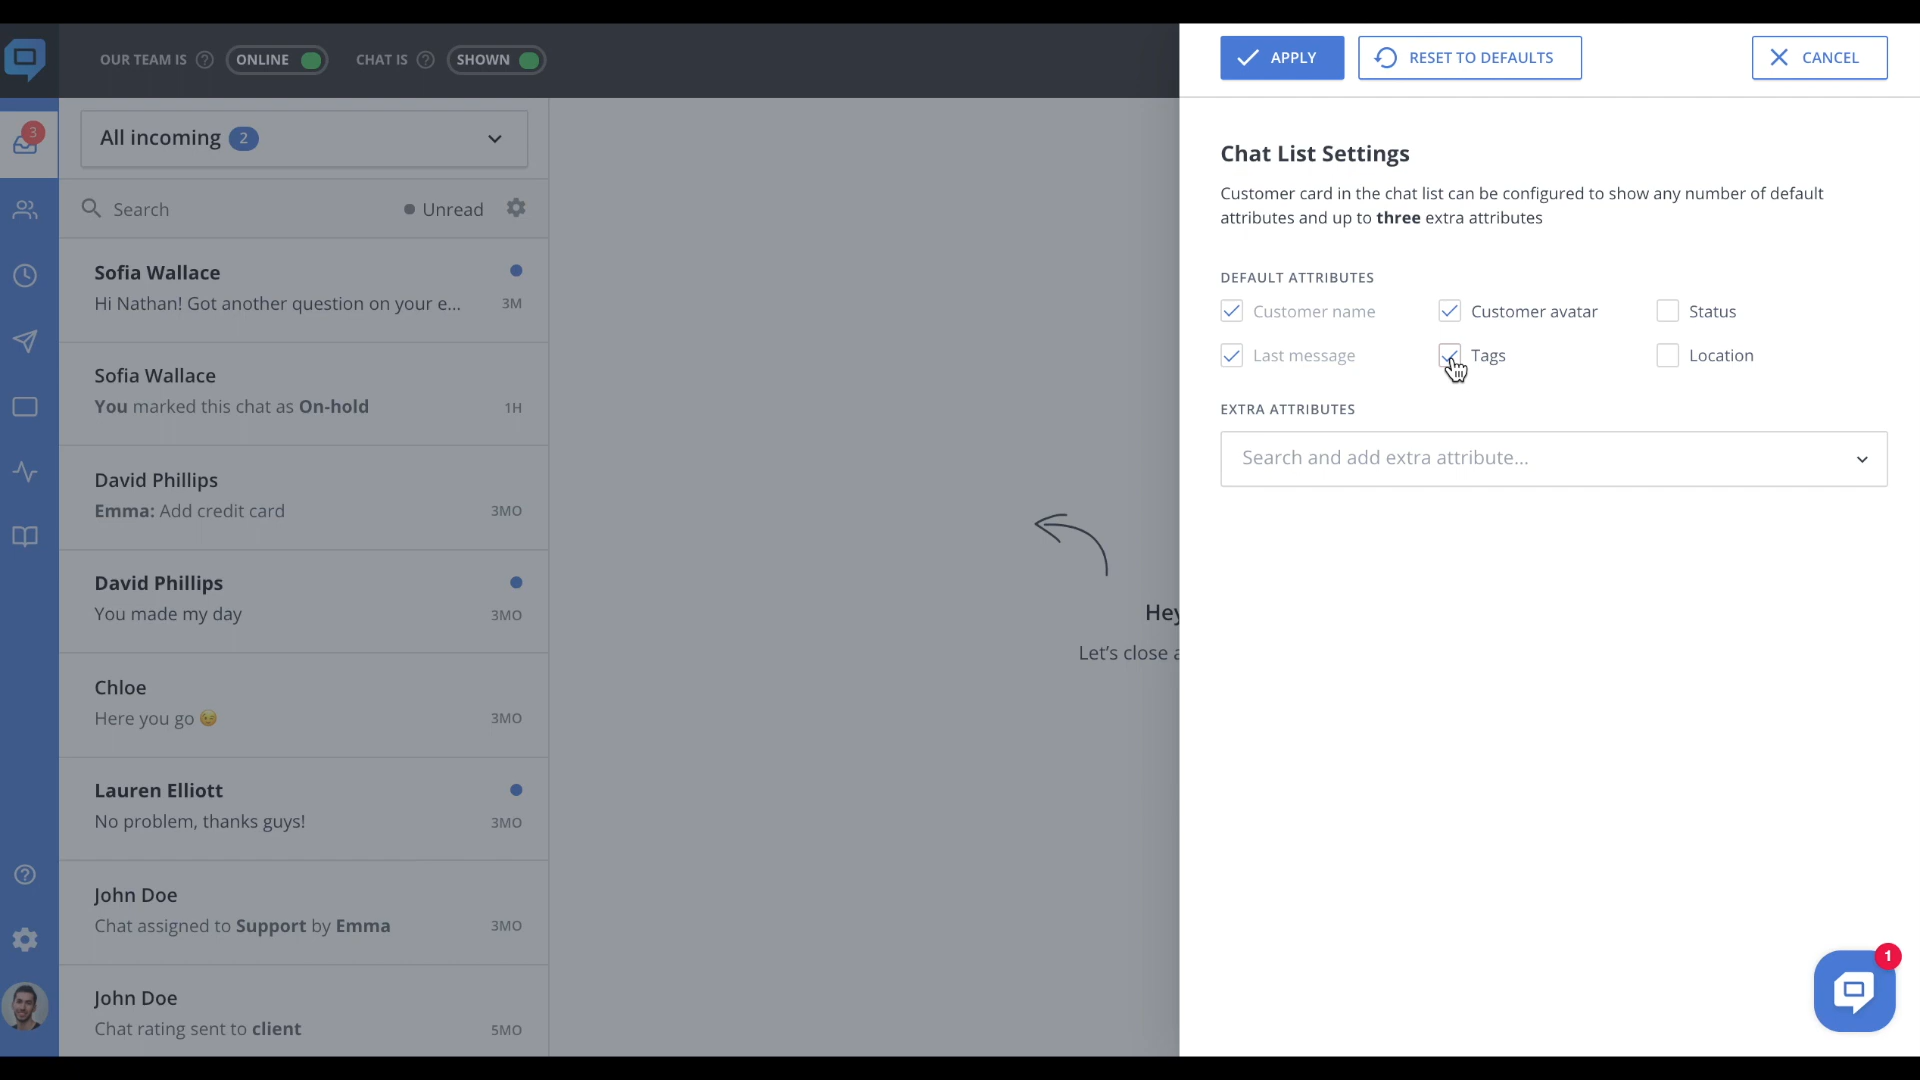 OUR TEAM IS ONLINE CHAT IS SHOWN
APPLY RESET TO DEFAULTS CANCEL
3
All incoming 2
Search Unread
Sofia Wallace
Hi Nathan! Got another question on your e... 3M
Sofia Wallace
You marked this chat as On-hold 1H
David Phillips
Emma: Add credit card 3MO
David Phillips
You made my day 3MO
Chloe
Here you go 😉 3MO
Lauren Elliott
No problem, thanks guys! 3MO
John Doe
Chat assigned to Support by Emma 3MO
John Doe
Chat rating sent to client 5MO
Hey
Let's close a
Chat List Settings
Customer card in the chat list can be configured to show any number of default
attributes and up to three extra attributes
DEFAULT ATTRIBUTES
Customer name Customer avatar Status
Last message Tags Location
EXTRA ATTRIBUTES
Search and add extra attribute...
1